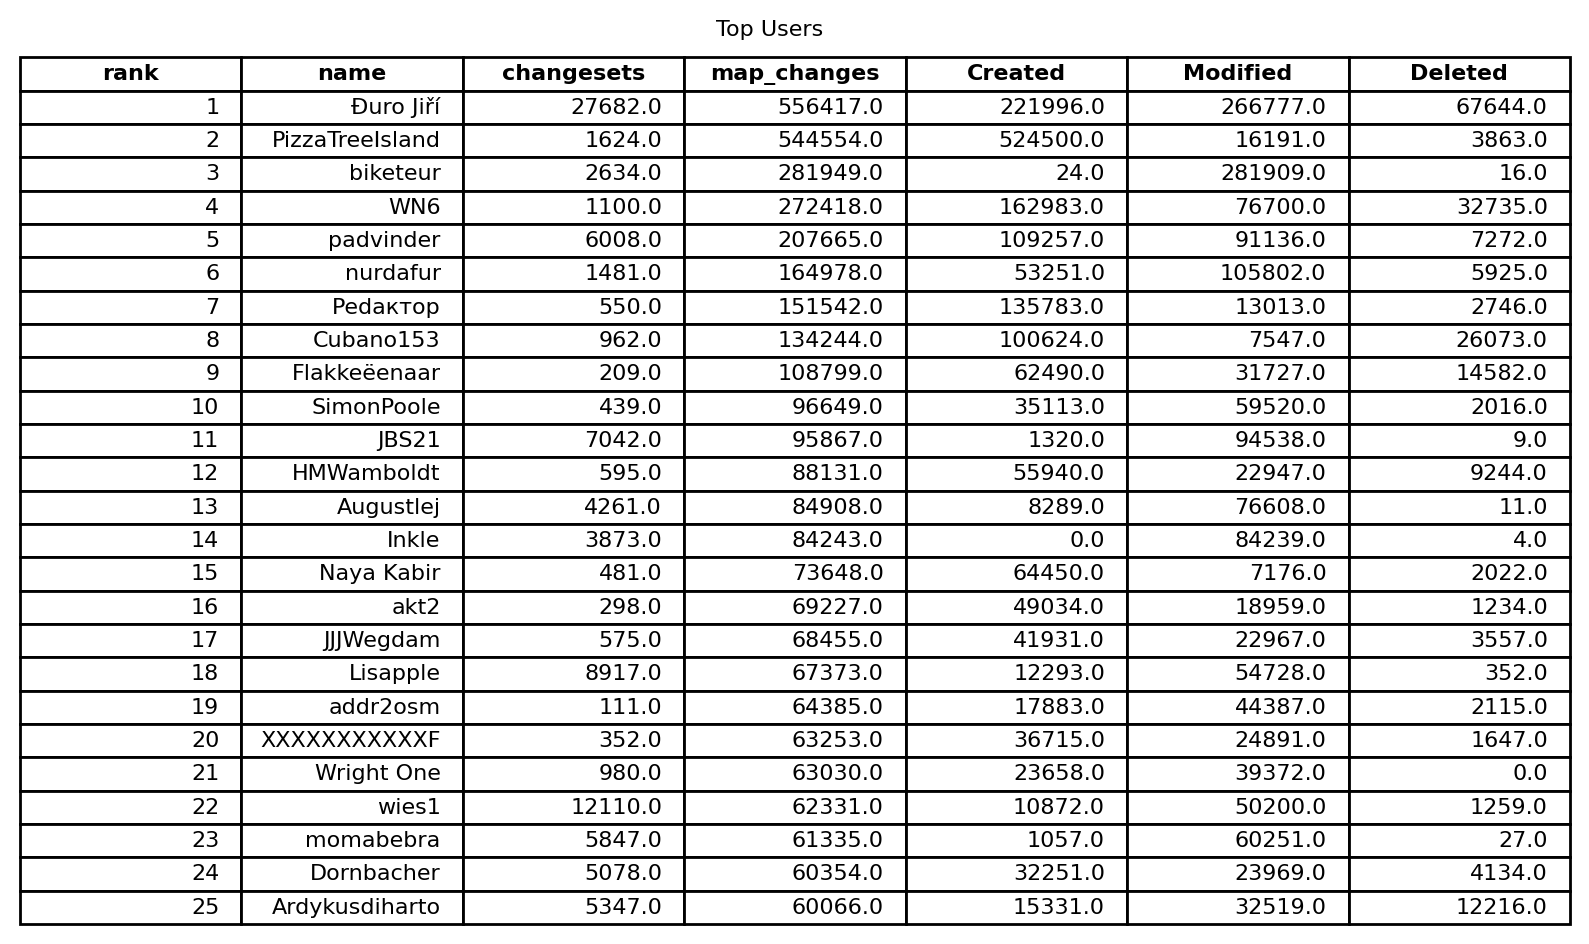 Top Users
rank name changesets map_changes Created Modified Deleted
1 Đuro Jiří 27682.0 556417.0 221996.0 266777.0 67644.0
2 PizzaTreeIsland 1624.0 544554.0 524500.0 16191.0 3863.0
3 biketeur 2634.0 281949.0 24.0 281909.0 16.0
4 WN6 1100.0 272418.0 162983.0 76700.0 32735.0
5 padvinder 6008.0 207665.0 109257.0 91136.0 7272.0
6 nurdafur 1481.0 164978.0 53251.0 105802.0 5925.0
7 Pedaктор 550.0 151542.0 135783.0 13013.0 2746.0
8 Cubano153 962.0 134244.0 100624.0 7547.0 26073.0
9 Flakkeëenaar 209.0 108799.0 62490.0 31727.0 14582.0
10 SimonPoole 439.0 96649.0 35113.0 59520.0 2016.0
11 JBS21 7042.0 95867.0 1320.0 94538.0 9.0
12 HMWamboldt 595.0 88131.0 55940.0 22947.0 9244.0
13 Augustlej 4261.0 84908.0 8289.0 76608.0 11.0
14 Inkle 3873.0 84243.0 0.0 84239.0 4.0
15 Naya Kabir 481.0 73648.0 64450.0 7176.0 2022.0
16 akt2 298.0 69227.0 49034.0 18959.0 1234.0
17 JJJWegdam 575.0 68455.0 41931.0 22967.0 3557.0
18 Lisapple 8917.0 67373.0 12293.0 54728.0 352.0
19 addr2osm 111.0 64385.0 17883.0 44387.0 2115.0
20 XXXXXXXXXXXF 352.0 63253.0 36715.0 24891.0 1647.0
21 Wright One 980.0 63030.0 23658.0 39372.0 0.0
22 wies1 12110.0 62331.0 10872.0 50200.0 1259.0
23 momabebra 5847.0 61335.0 1057.0 60251.0 27.0
24 Dornbacher 5078.0 60354.0 32251.0 23969.0 4134.0
25 Ardykusdiharto 5347.0 60066.0 15331.0 32519.0 12216.0